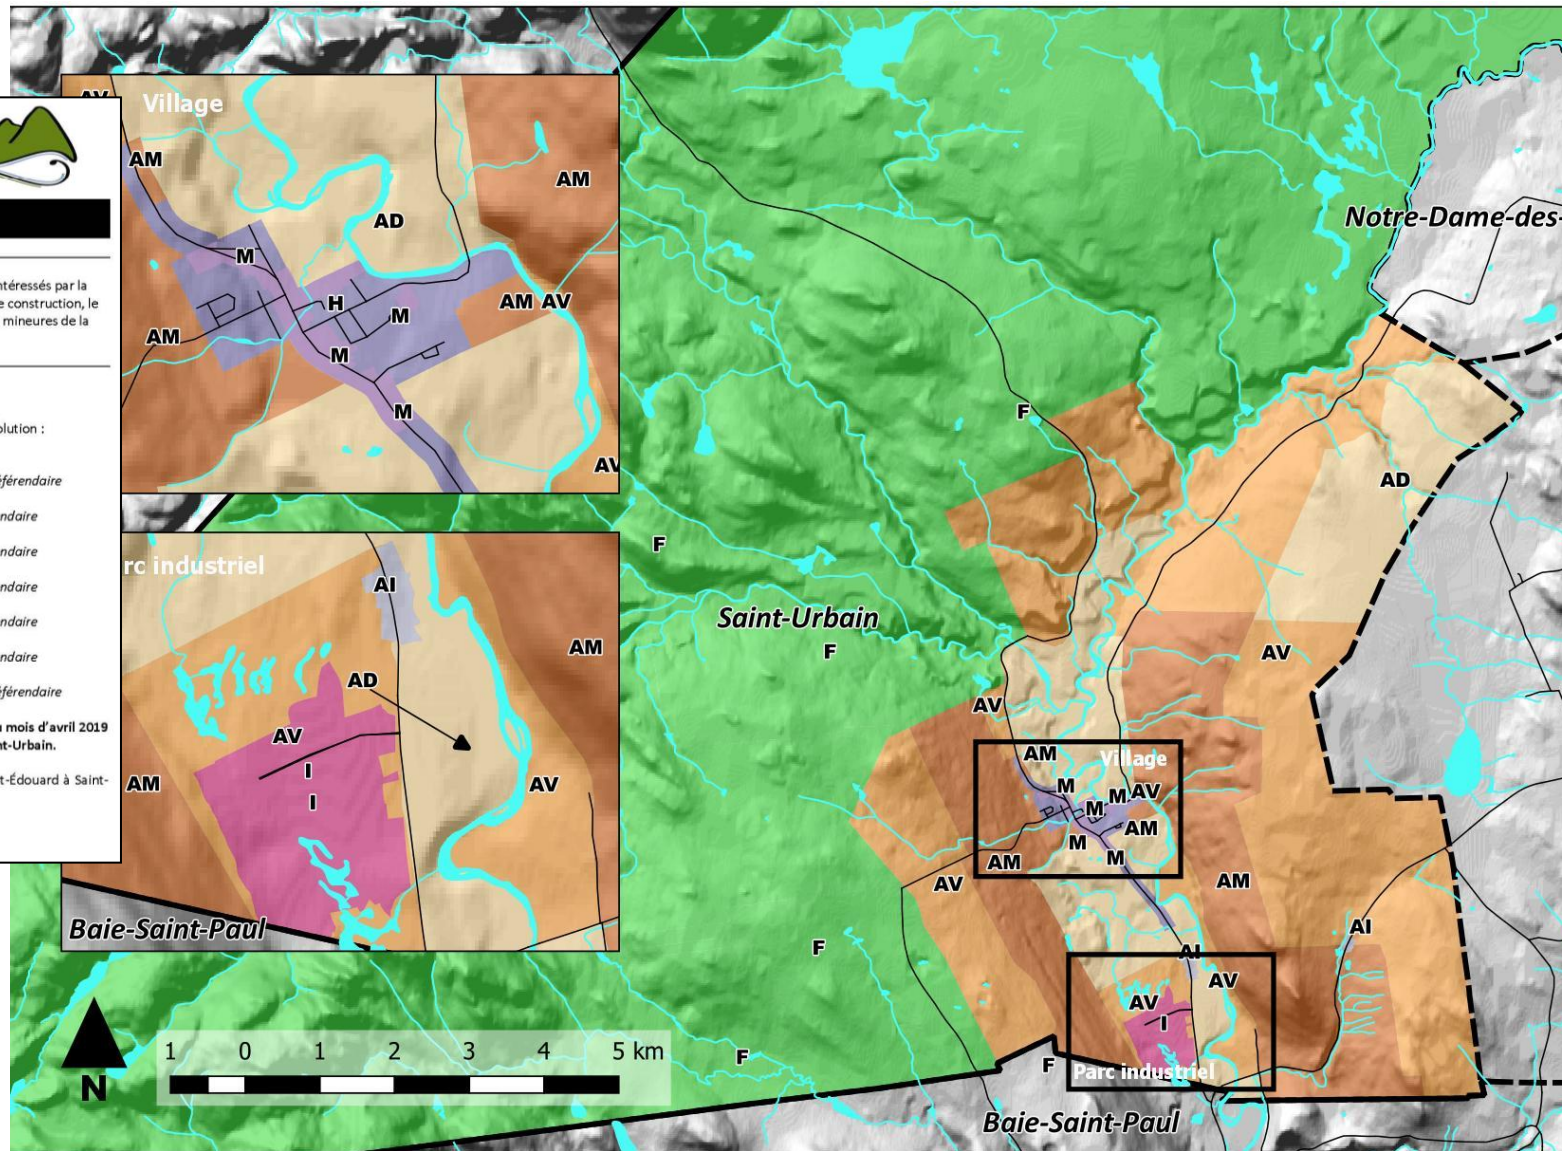 Village
AV
AM
AM
AD
M
H
M
AM AV
AM
M
M
AV
intéressés par la
e construction, le
mineures de la
olution :
éférendaire
ndaire
ndaire
ndaire
ndaire
ndaire
éférendaire
u mois d'avril 2019
nt-Urbain.
t-Édouard à Saint-
rc industriel
AI
AM
AD
AV
I
I
AM
AV
Baie-Saint-Paul
N
1 0 1 2 3 4 5 km
Notre-Dame-des-
F
AD
F
Saint-Urbain
F
AV
AV
AM
Village
M
M
M
AV
AM
M
AM
M
AV
AM
F
AI
AI
AV
AV
I
F
F
Parc industriel
Baie-Saint-Paul